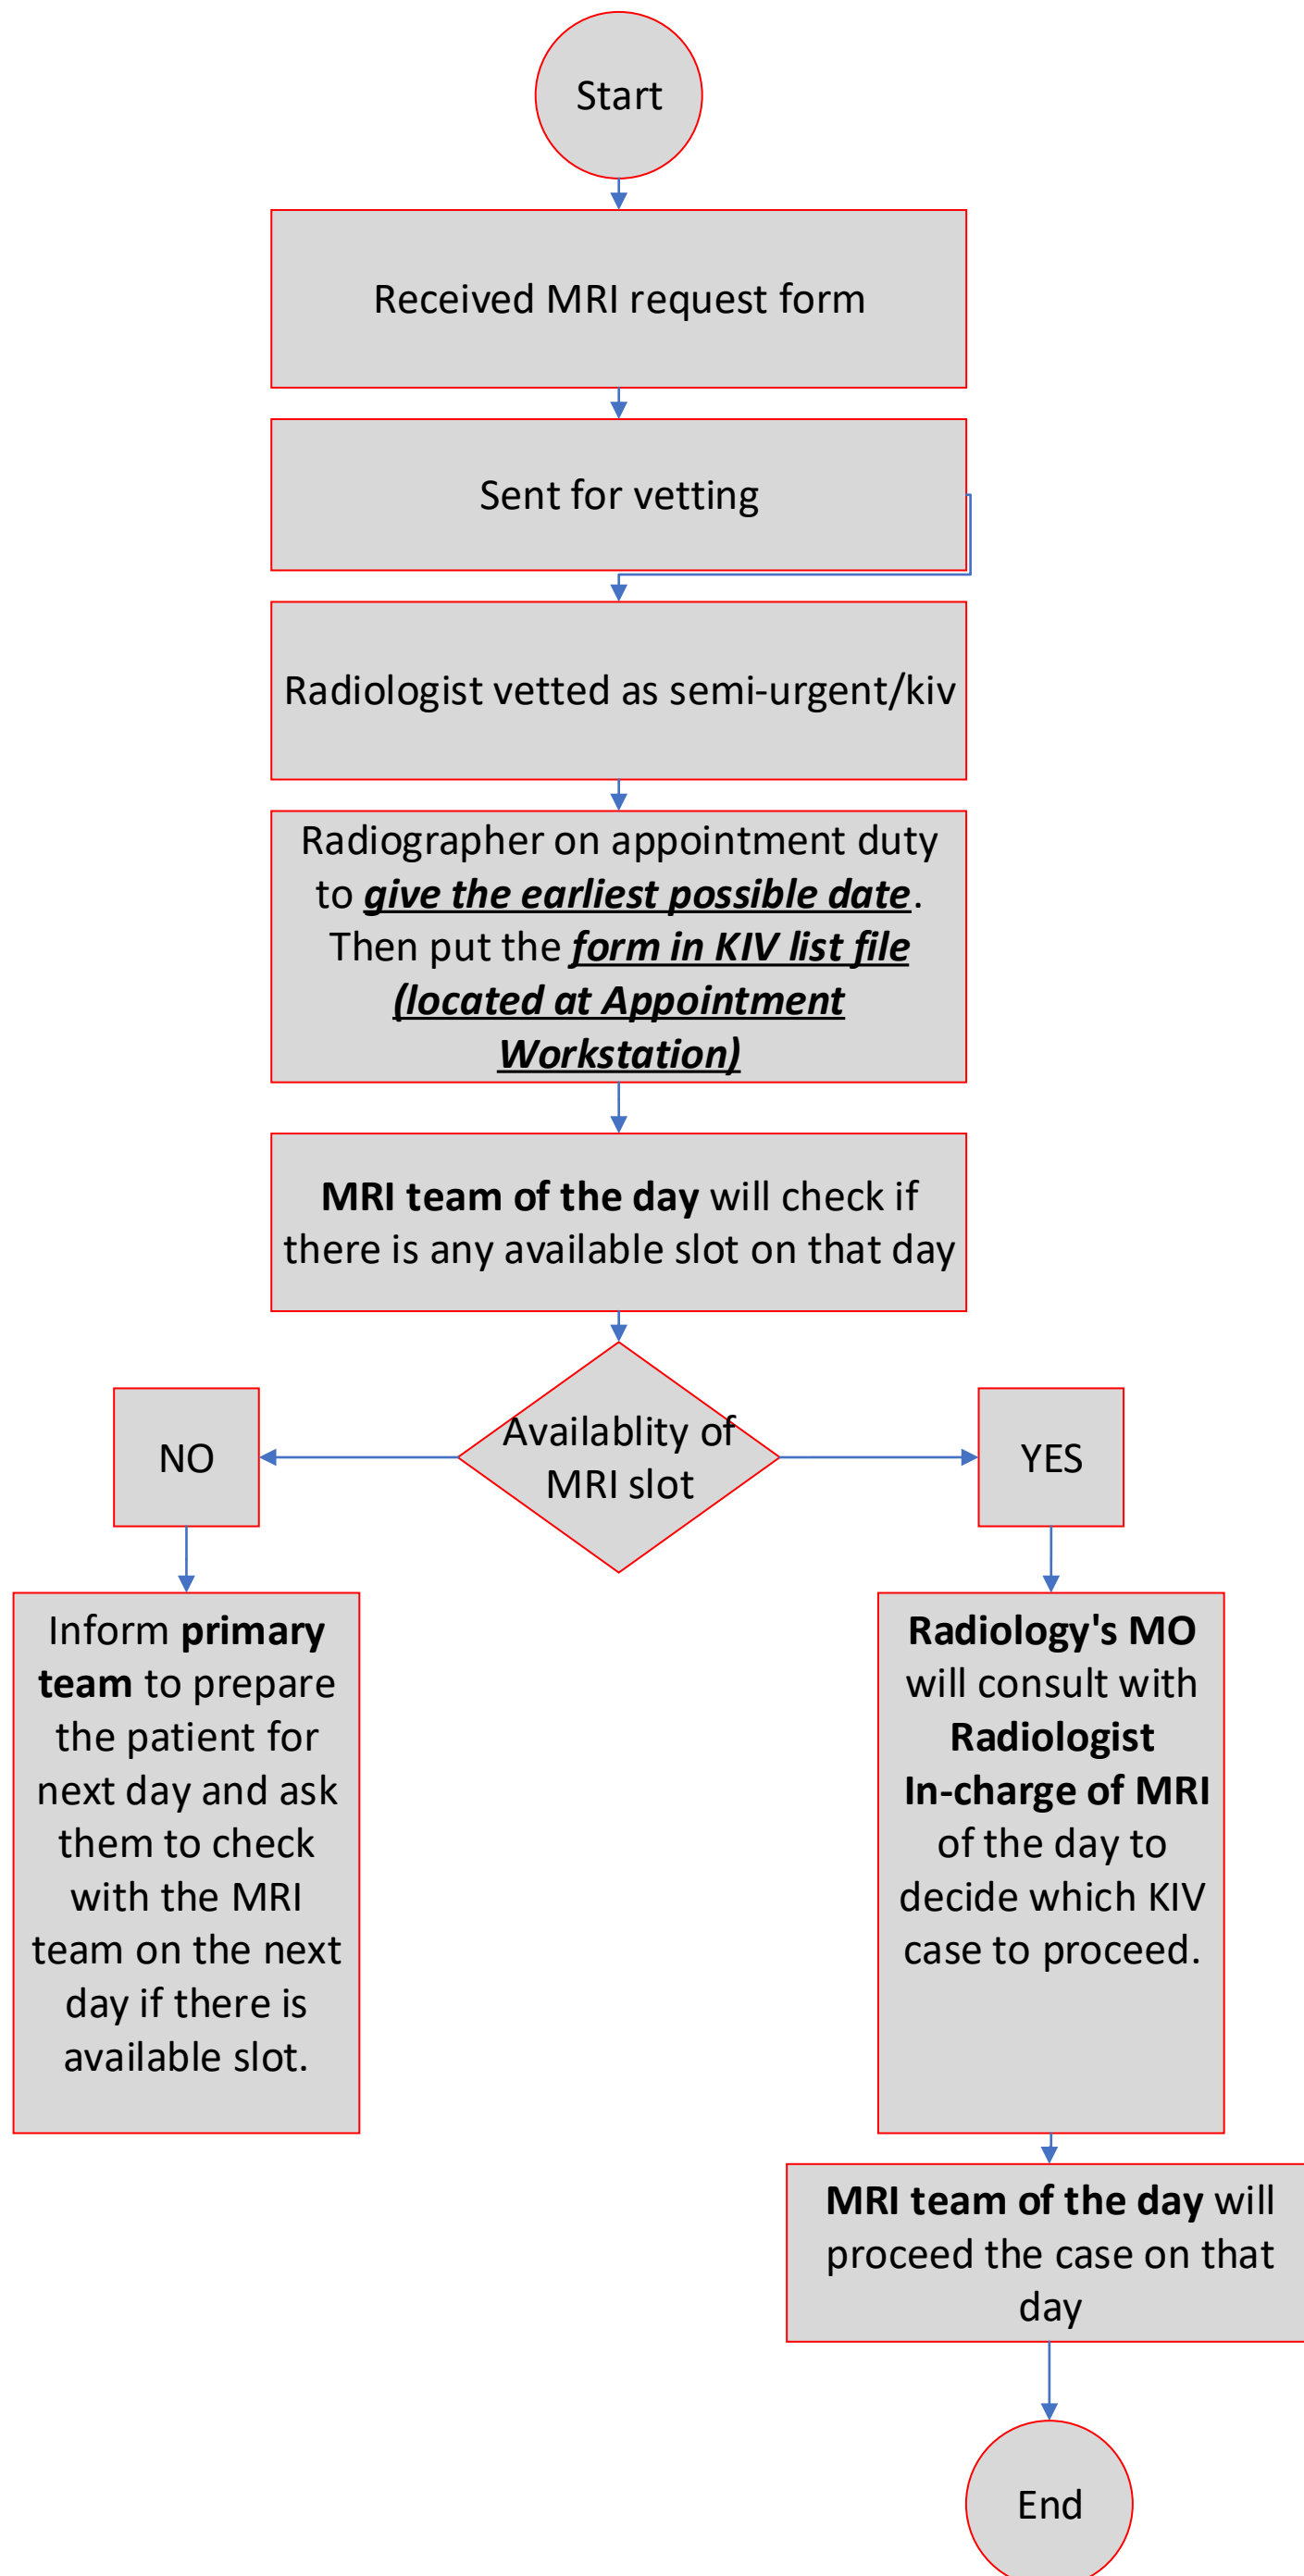 Start
Received MRI request form
Sent for vetting
Radiologist vetted as semi-urgent/kiv
Radiographer on appointment duty
to give the earliest possible date.
Then put the form in KIV list file
(located at Appointment
Workstation)
MRI team of the day will check if
there is any available slot on that day
Availablity of
MRI slot
NO
YES
Inform primary
team to prepare
the patient for
next day and ask
them to check
with the MRI
team on the next
day if there is
available slot.
Radiology's MO
will consult with
Radiologist
In-charge of MRI
of the day to
decide which KIV
case to proceed.
MRI team of the day will
proceed the case on that
day
End